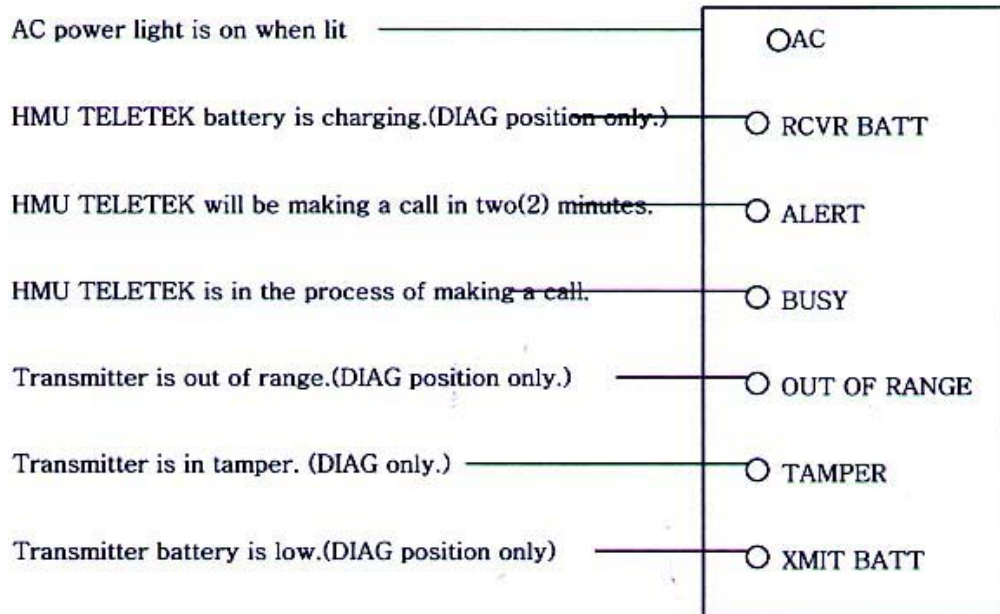 AC power light is on when lit
AC
HMU TELETEK battery is charging.(DIAG position only.)
RCVR BATT
HMU TELETEK will be making a call in two(2) minutes.
ALERT
HMU TELETEK is in the process of making a call.
BUSY
Transmitter is out of range.(DIAG position only.)
OUT OF RANGE
Transmitter is in tamper. (DIAG only.)
TAMPER
Transmitter battery is low.(DIAG position only)
XMIT BATT